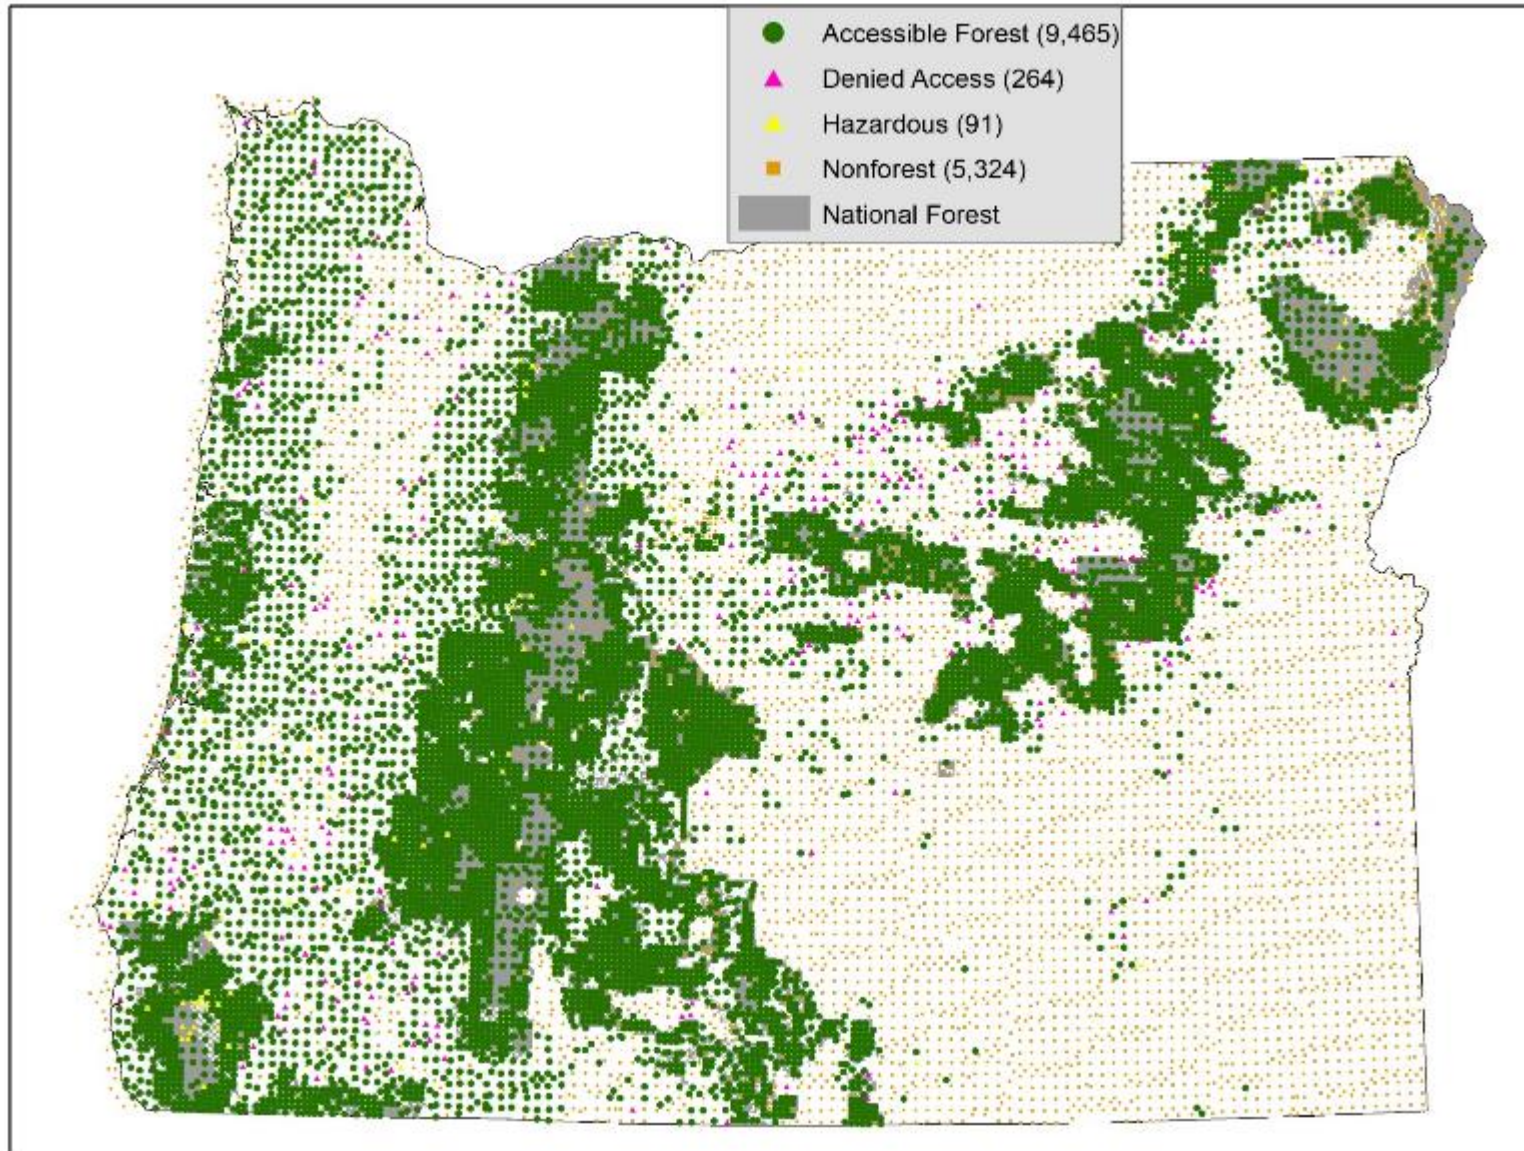 Accessible Forest (9,465)
Denied Access (264)
Hazardous (91)
Nonforest (5,324)
National Forest